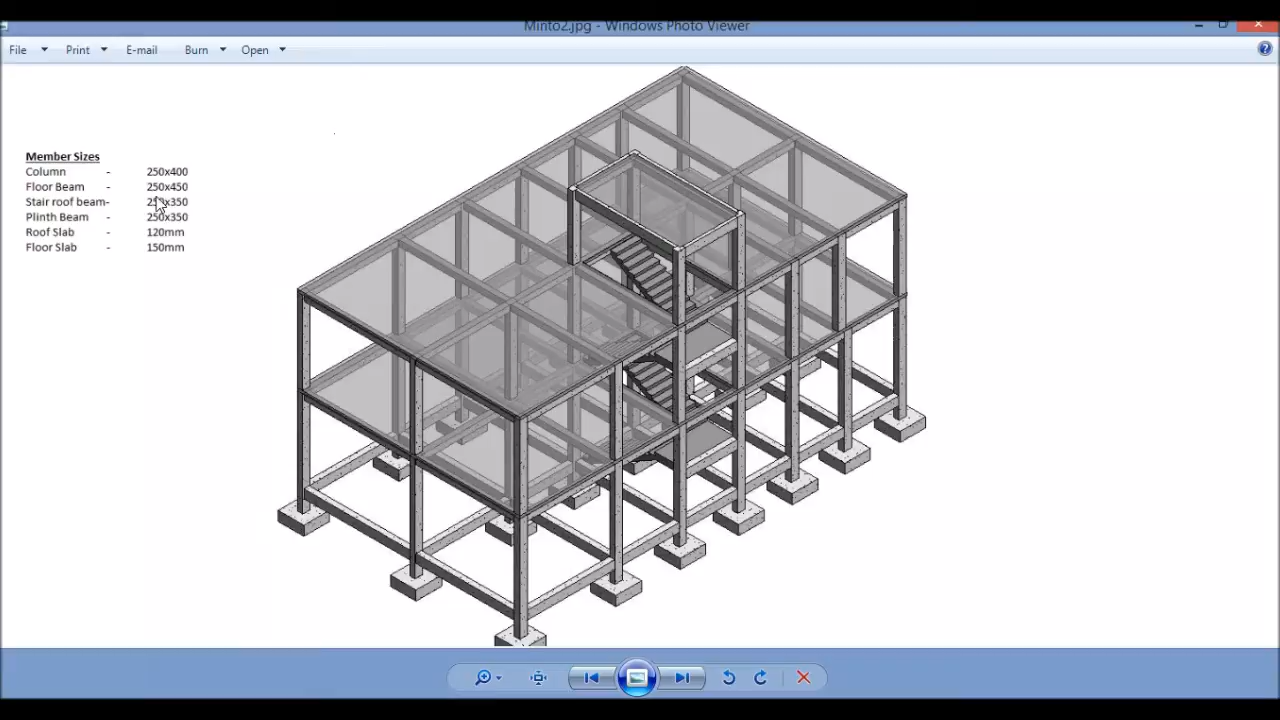 Minto2.jpg - Windows Photo Viewer
File Print E-mail Burn Open
Member Sizes
Column - 250x400
Floor Beam - 250x450
Stair roof beam- 250x350
Plinth Beam - 250x350
Roof Slab - 120mm
Floor Slab - 150mm